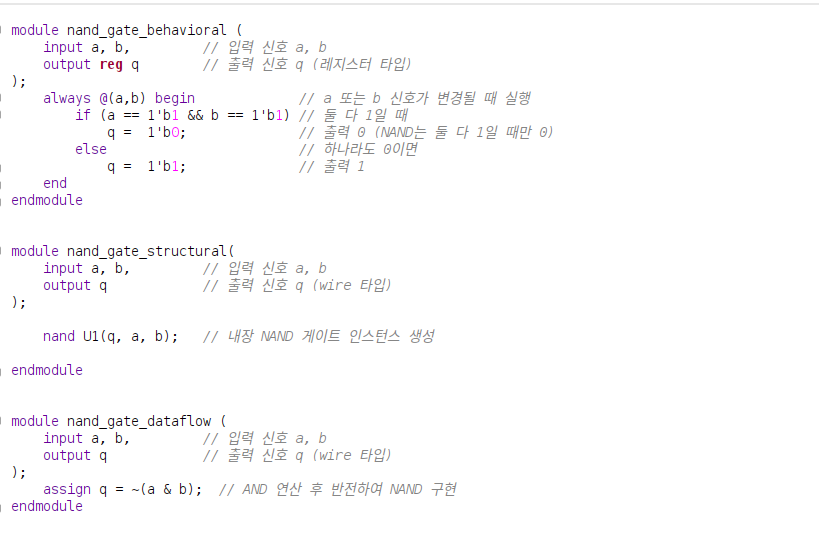 module nand_gate_behavioral (
    input a, b,         // 입력 신호 a, b
    output reg q        // 출력 신호 q (레지스터 타입)
);
    always @(a,b) begin             // a 또는 b 신호가 변경될 때 실행
        if (a == 1'b1 && b == 1'b1) // 둘 다 1일 때
            q =  1'b0;              // 출력 0 (NAND는 둘 다 1일 때만 0)
        else                        // 하나라도 0이면
            q =  1'b1;              // 출력 1
    end
endmodule
module nand_gate_structural(
    input a, b,         // 입력 신호 a, b
    output q            // 출력 신호 q (wire 타입)
);
    nand U1(q, a, b);   // 내장 NAND 게이트 인스턴스 생성
endmodule
module nand_gate_dataflow (
    input a, b,         // 입력 신호 a, b
    output q            // 출력 신호 q (wire 타입)
);
    assign q = ~(a & b);  // AND 연산 후 반전하여 NAND 구현
endmodule